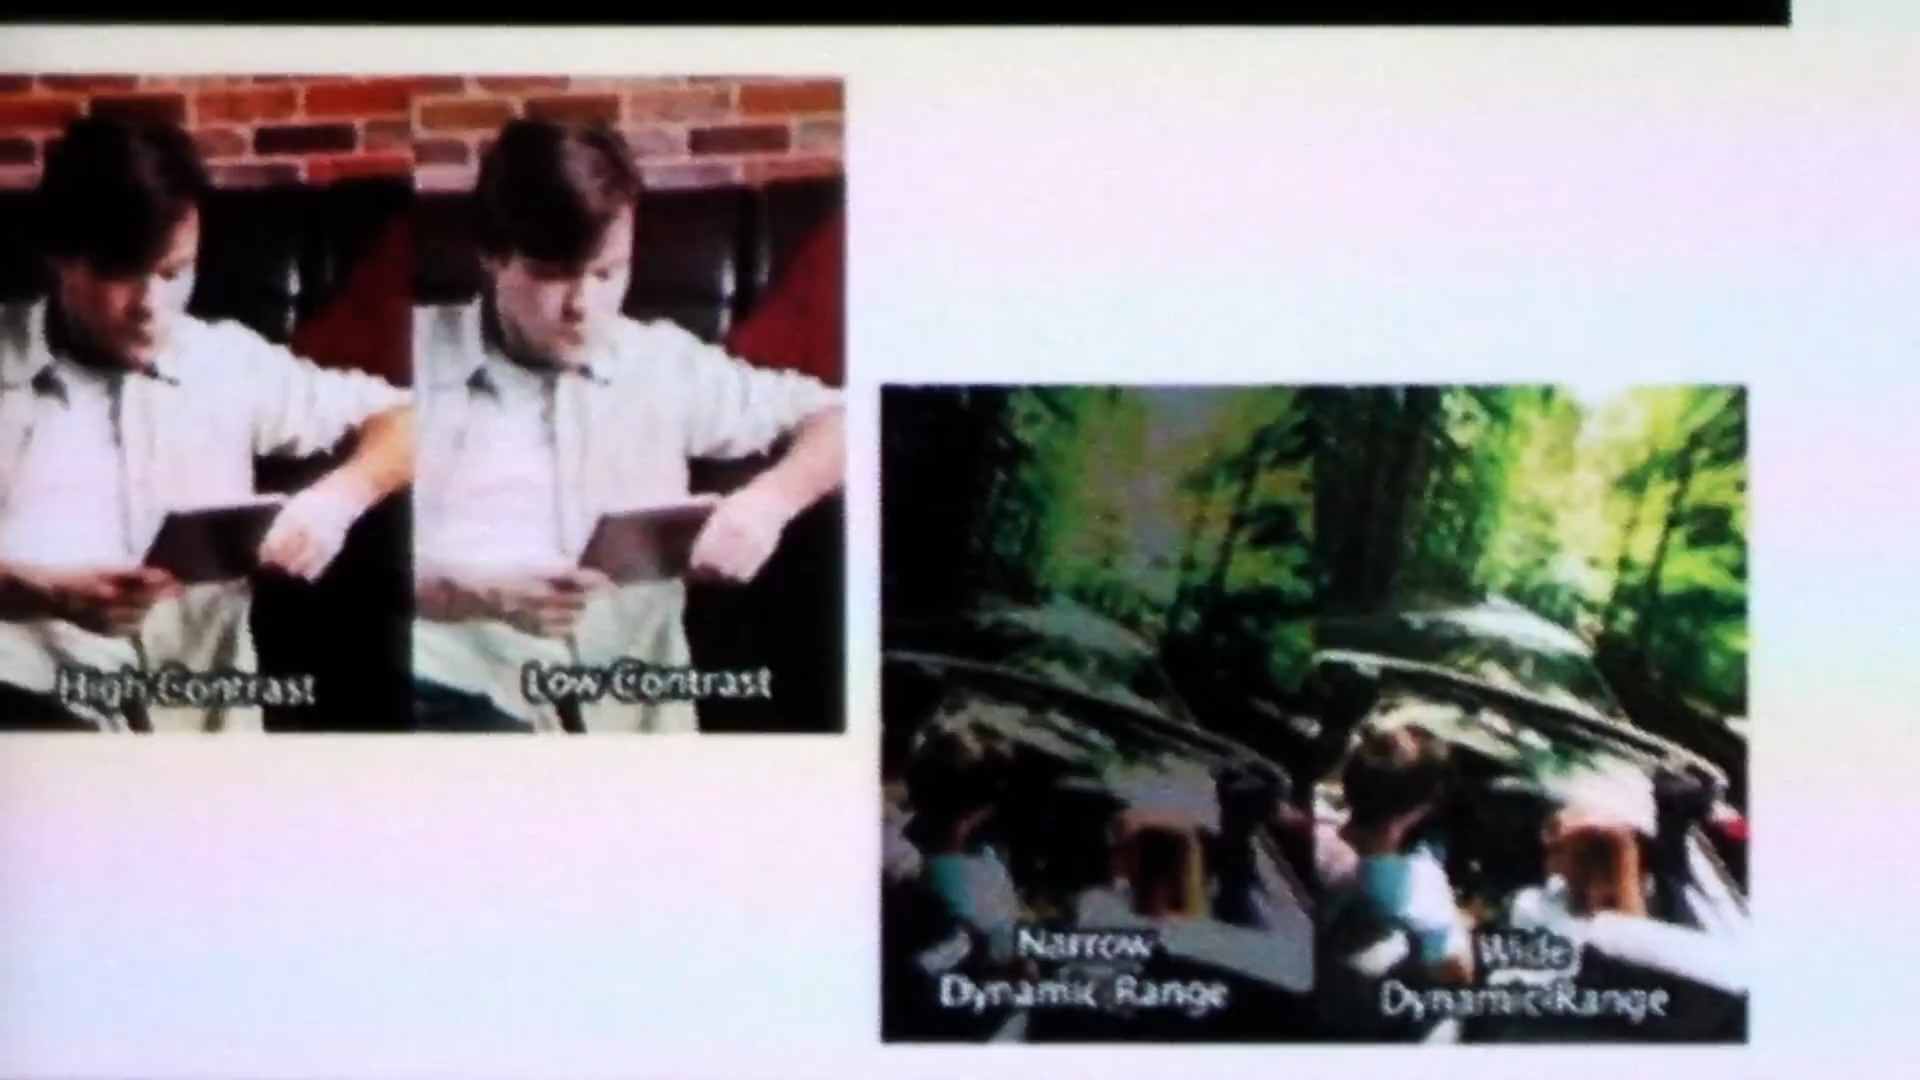 High Contrast
Low Contrast
Narrow
Dynamic Range
Wide
Dynamic Range